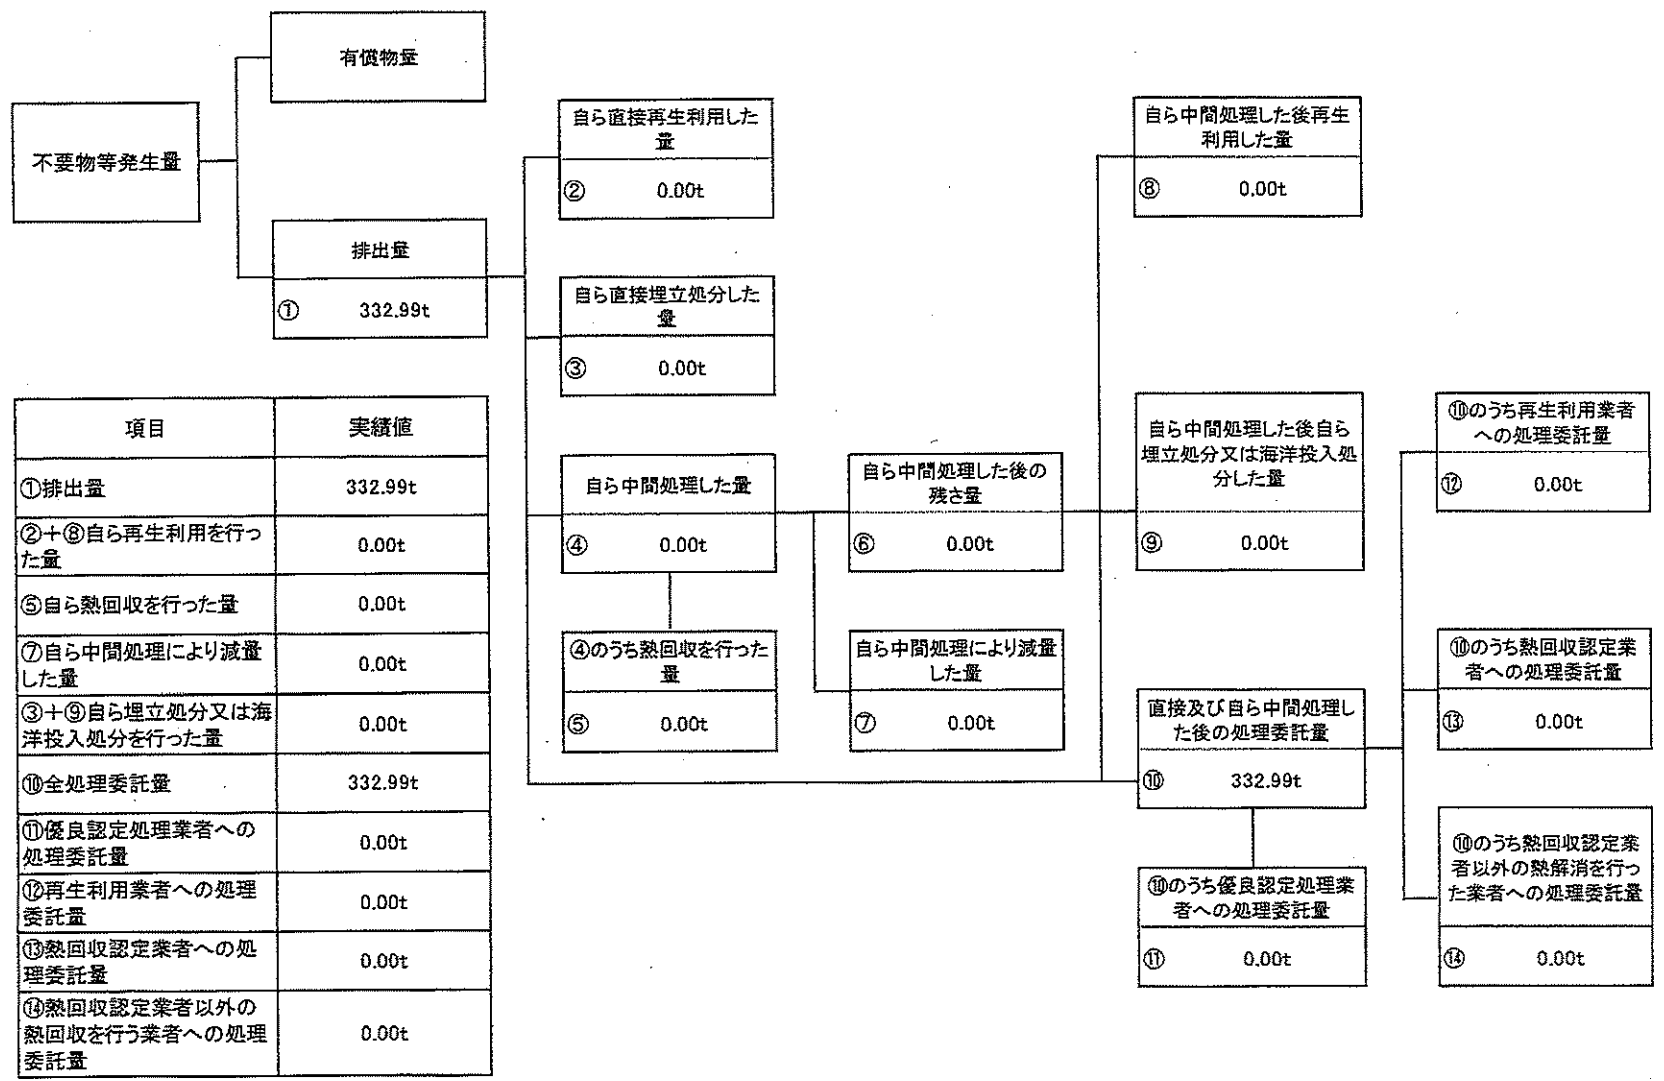 有償物量
不要物等発生量
排出量
① 332.99t
自ら直接再生利用した
量
② 0.00t
自ら直接埋立処分した
量
③ 0.00t
自ら中間処理した量
④ 0.00t
④のうち熱回収を行った
量
⑤ 0.00t
自ら中間処理した後の
残さ量
⑥ 0.00t
自ら中間処理により減量
した量
⑦ 0.00t
自ら中間処理した後再生
利用した量
⑧ 0.00t
自ら中間処理した後自ら
埋立処分又は海洋投入処
分した量
⑨ 0.00t
直接及び自ら中間処理し
た後の処理委託量
⑩ 332.99t
⑩のうち優良認定処理業
者への処理委託量
⑪ 0.00t
⑩のうち再生利用業者
への処理委託量
⑫ 0.00t
⑩のうち熱回収認定業
者への処理委託量
⑬ 0.00t
⑩のうち熱回収認定業
者以外の熱解消を行っ
た業者への処理委託量
⑭ 0.00t
項目 実績値
①排出量 332.99t
②+⑧自ら再生利用を行っ
た量 0.00t
⑤自ら熱回収を行った量 0.00t
⑦自ら中間処理により減量
した量 0.00t
③+⑨自ら埋立処分又は海
洋投入処分を行った量 0.00t
⑩全処理委託量 332.99t
⑪優良認定処理業者への
処理委託量 0.00t
⑫再生利用業者への処理
委託量 0.00t
⑬熱回収認定業者への処
理委託量 0.00t
⑭熱回収認定業者以外の
熱回収を行う業者への処理
委託量 0.00t